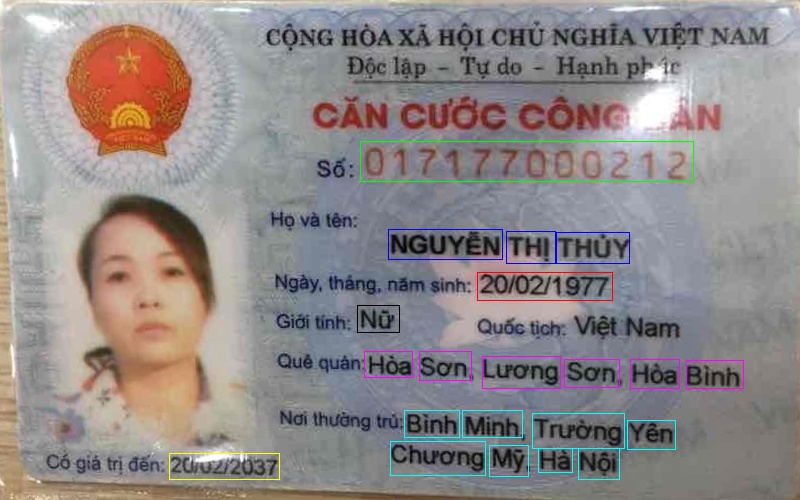 CỘNG HÒA XÃ HỘI CHỦ NGHĨA VIỆT NAM
Độc lập - Tự do - Hạnh phúc
CĂN CƯỚC CÔNG DÂN
Số: 017177000212
Họ và tên:
NGUYỄN THỊ THỦY
Ngày, tháng, năm sinh: 20/02/1977
Giới tính: Nữ Quốc tịch: Việt Nam
Quê quán: Hòa Sơn, Lương Sơn, Hòa Bình
Nơi thường trú: Bình Minh, Trường Yên
Chương Mỹ, Hà Nội
Có giá trị đến: 20/02/2037